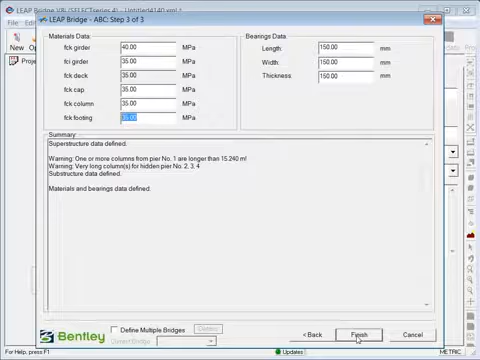 LEAP Bridge V8i (SELECTseries 4) - Untitled4140.xml *
File
New
Op
Proje
LEAP Bridge - ABC: Step 3 of 3
Materials Data:
fck girder 40.00 MPa
fci girder 35.00 MPa
fck deck 35.00 MPa
fck cap 35.00 MPa
fck column 35.00 MPa
fck footing 35.00 MPa
Bearings Data:
Length: 150.00 mm
Width: 150.00 mm
Thickness: 150.00 mm
Summary
Superstructure data defined.
Warning: One or more columns from pier No. 1 are longer than 15.240 m!
Warning: Very long column(s) for hidden pier No. 2, 3, 4
Substructure data defined.
Materials and bearings data defined.
Bentley
Define Multiple Bridges
Current Bridge
< Back
Finish
Cancel
For Help, press F1
Updates
METRIC